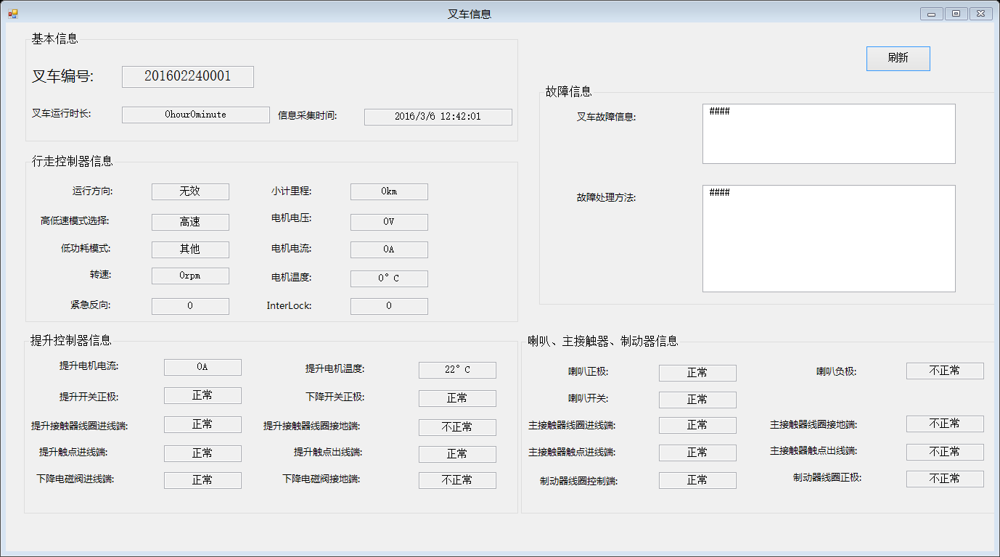 叉车信息
基本信息
叉车编号: 201602240001
叉车运行时长: 0hour0minute 信息采集时间: 2016/3/6 12:42:01
刷新
故障信息
叉车故障信息: ####
故障处理方法: ####
行走控制器信息
运行方向: 无效 小计里程: 0km
高低速模式选择: 高速 电机电压: 0V
低功耗模式: 其他 电机电流: 0A
转速: 0rpm 电机温度: 0°C
紧急反向: 0 InterLock: 0
提升控制器信息
提升电机电流: 0A 提升电机温度: 22°C
提升开关正极: 正常 下降开关正极: 正常
提升接触器线圈进线端: 正常 提升接触器线圈接地端: 不正常
提升触点进线端: 正常 提升触点出线端: 正常
下降电磁阀进线端: 正常 下降电磁阀接地端: 不正常
喇叭、主接触器、制动器信息
喇叭正极: 正常 喇叭负极: 不正常
喇叭开关: 正常
主接触器线圈进线端: 正常 主接触器线圈接地端: 不正常
主接触器触点进线端: 正常 主接触器触点出线端: 不正常
制动器线圈控制端: 正常 制动器线圈正极: 不正常